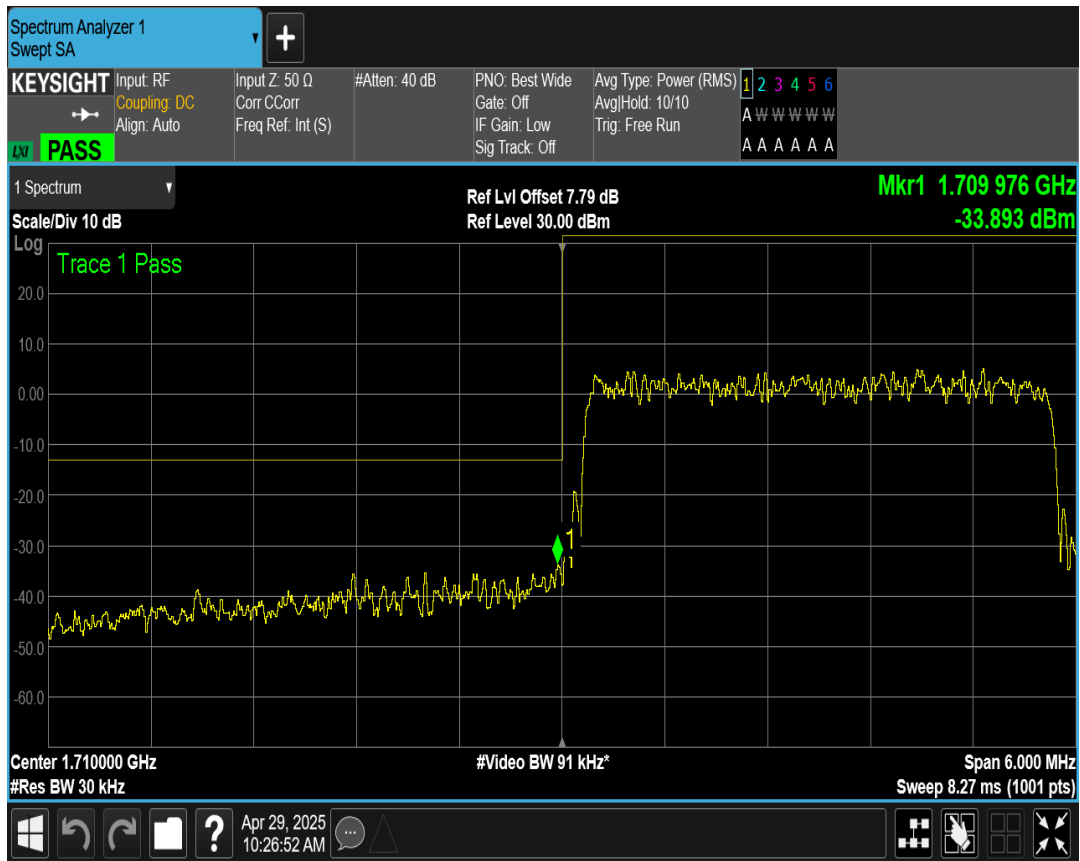 Spectrum Analyzer 1
Swept SA
+
KEYSIGHT
LXI PASS
Input: RF
Coupling: DC
Align: Auto
Input Z: 50 Ω
Corr CCorr
Freq Ref: Int (S)
#Atten: 40 dB
PNO: Best Wide
Gate: Off
IF Gain: Low
Sig Track: Off
Avg Type: Power (RMS)
Avg|Hold: 10/10
Trig: Free Run
1 2 3 4 5 6
A W W W W W
A A A A A A
1 Spectrum
Scale/Div 10 dB
Ref Lvl Offset 7.79 dB
Ref Level 30.00 dBm
Mkr1 1.709 976 GHz
-33.893 dBm
Log
Trace 1 Pass
20.0
10.0
0.00
-10.0
-20.0
-30.0
-40.0
-50.0
-60.0
1
Center 1.710000 GHz
#Res BW 30 kHz
#Video BW 91 kHz*
Span 6.000 MHz
Sweep 8.27 ms (1001 pts)
?
Apr 29, 2025
10:26:52 AM